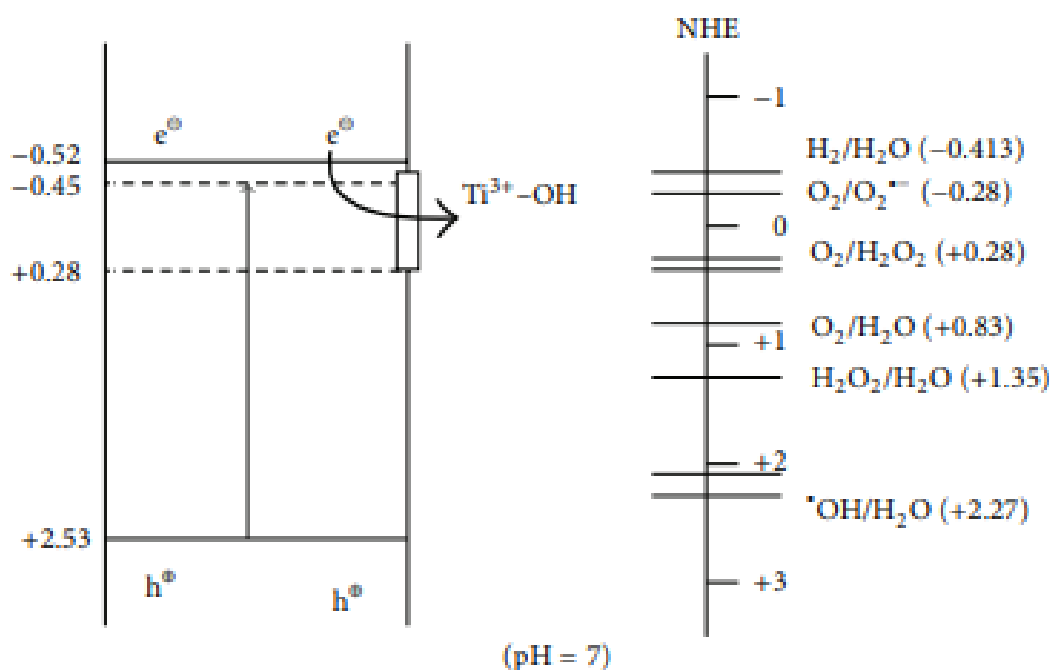 NHE
−1
e⊖
e⊖
−0.52
−0.45
+0.28
+2.53
Ti³⁺–OH
h⊕
h⊕
H₂/H₂O (−0.413)
O₂/O₂•− (−0.28)
0
O₂/H₂O₂ (+0.28)
O₂/H₂O (+0.83)
+1
H₂O₂/H₂O (+1.35)
+2
•OH/H₂O (+2.27)
+3
(pH = 7)